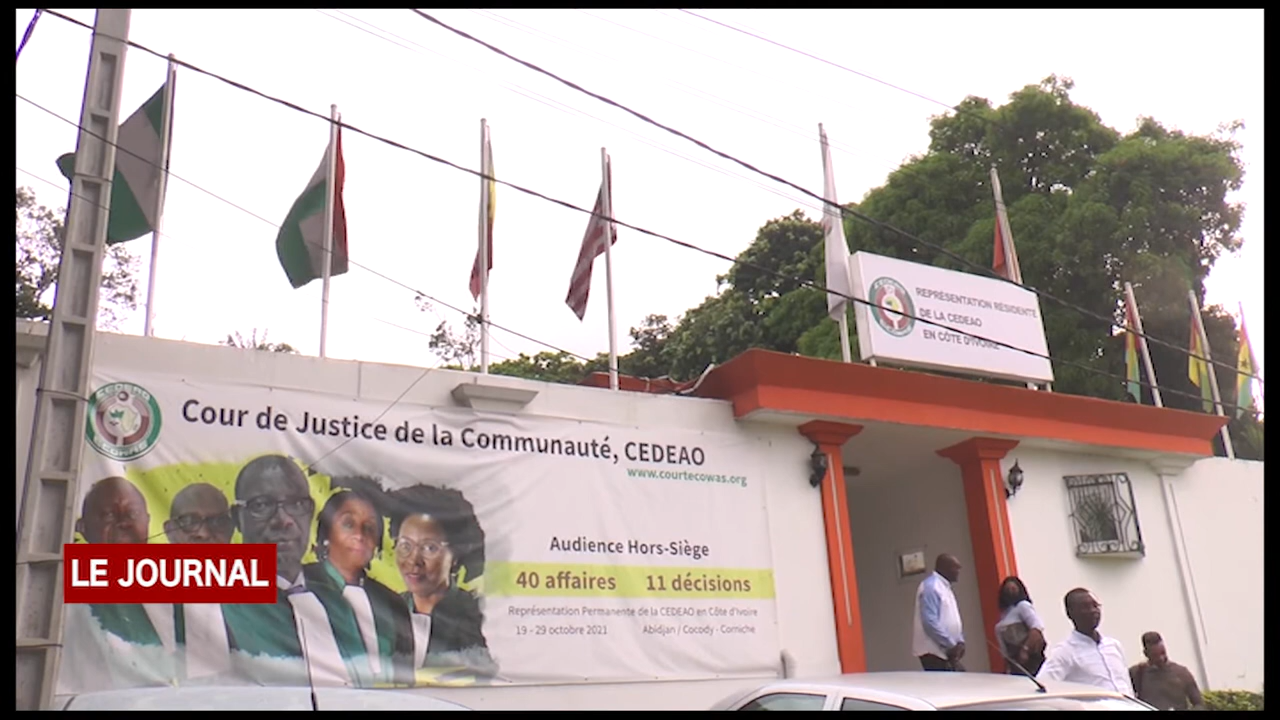 REPRÉSENTATION RÉSIDENTE
DE LA CEDEAO
EN CÔTE D'IVOIRE
Cour de Justice de la Communauté, CEDEAO
www.courtecowas.org
Audience Hors-Siège
40 affaires 11 décisions
Représentation Permanente de la CEDEAO en Côte d'Ivoire
19 - 29 octobre 2021 Abidjan / Cocody - Corniche
LE JOURNAL